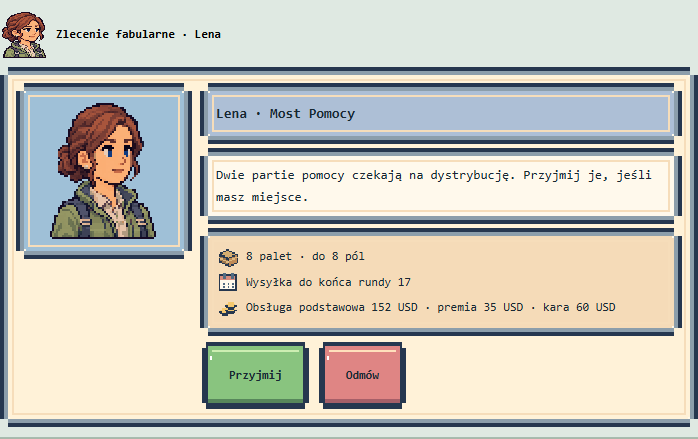 Zlecenie fabularne · Lena
Lena · Most Pomocy
Dwie partie pomocy czekają na dystrybucję. Przyjmij je, jeśli
masz miejsce.
8 palet · do 8 pól
Wysyłka do końca rundy 17
Obsługa podstawowa 152 USD · premia 35 USD · kara 60 USD
Przyjmij
Odmów